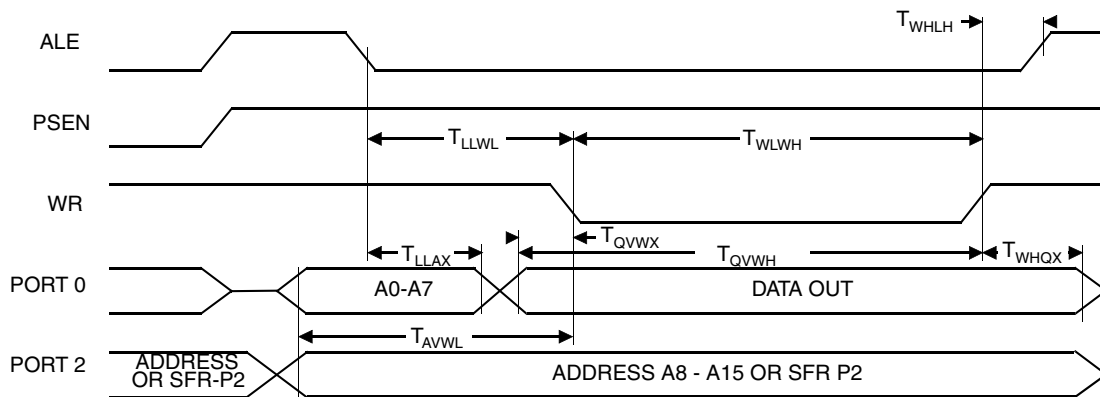 ALE
T_WHLH
PSEN
T_LLWL
T_WLWH
WR
T_QVWX
T_LLAX
T_QVWH
T_WHQX
PORT 0
A0-A7
DATA OUT
T_AVWL
PORT 2
ADDRESS
OR SFR-P2
ADDRESS A8 - A15 OR SFR P2